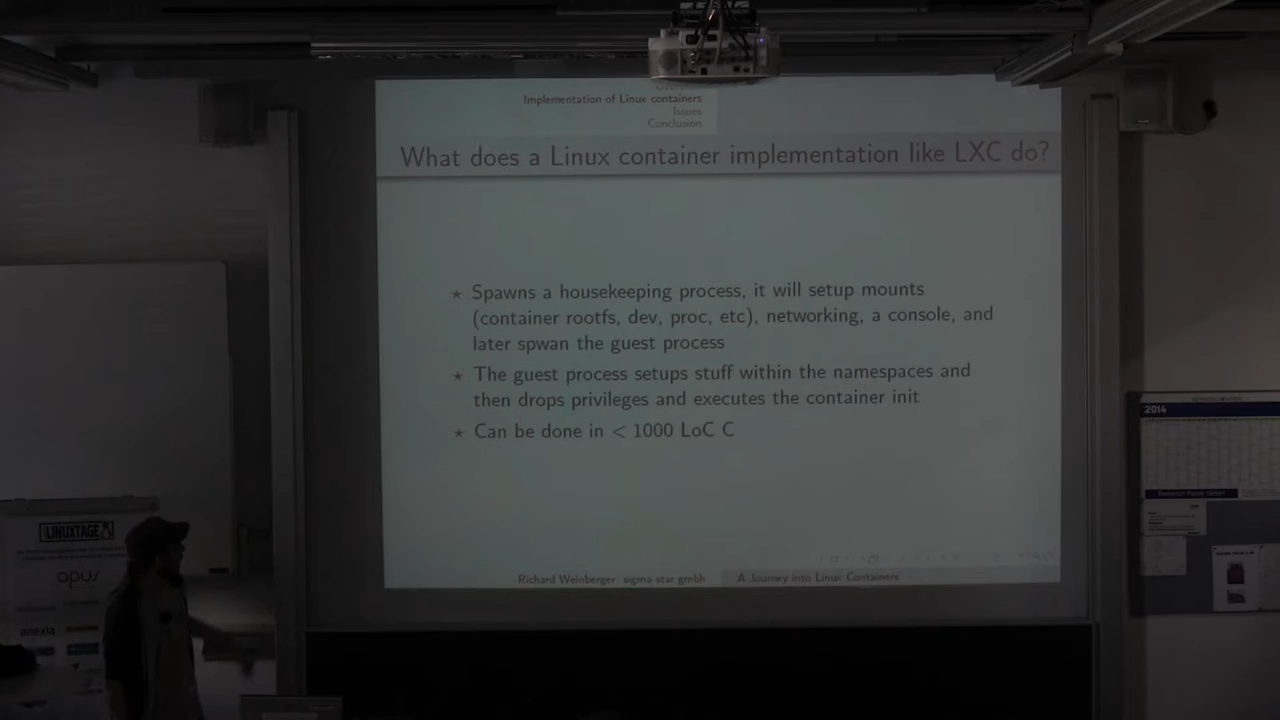 Implementation of Linux containers
Issues
Conclusion
What does a Linux container implementation like LXC do?
⋆ Spawns a housekeeping process, it will setup mounts
(container rootfs, dev, proc, etc), networking, a console, and
later spwan the guest process
⋆ The guest process setups stuff within the namespaces and
then drops privileges and executes the container init
⋆ Can be done in < 1000 LoC C
Richard Weinberger sigma star gmbh
A Journey into Linux Containers
LINUXTAGE
opus
anexia
2014